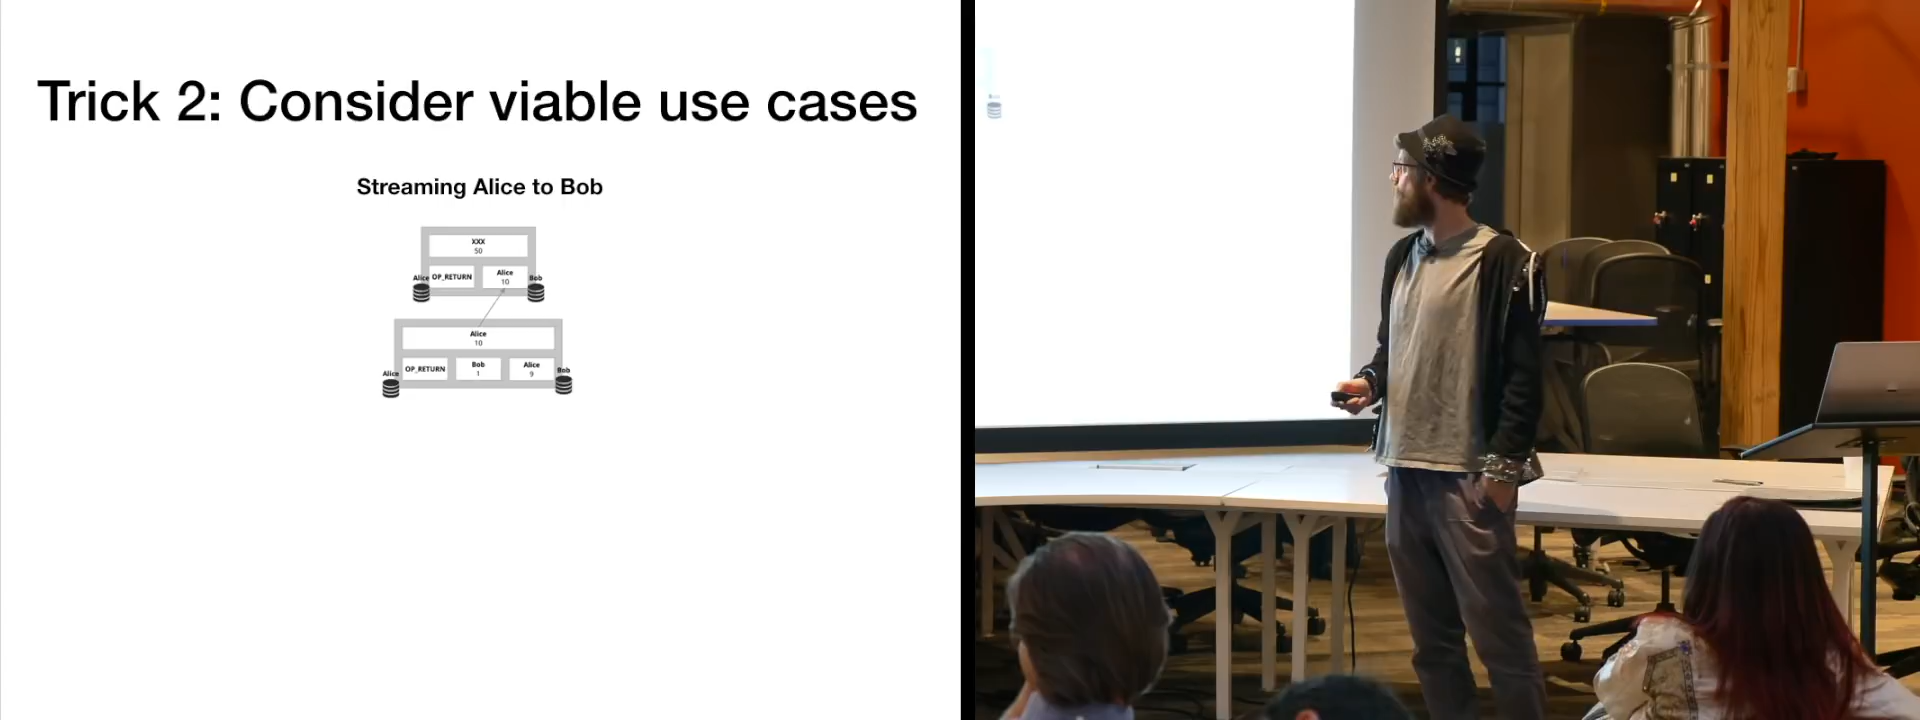 Trick 2: Consider viable use cases
Streaming Alice to Bob
XXX
50
Alice OP_RETURN Alice Bob
10
Alice
10
Alice OP_RETURN Bob Alice Bob
1 9